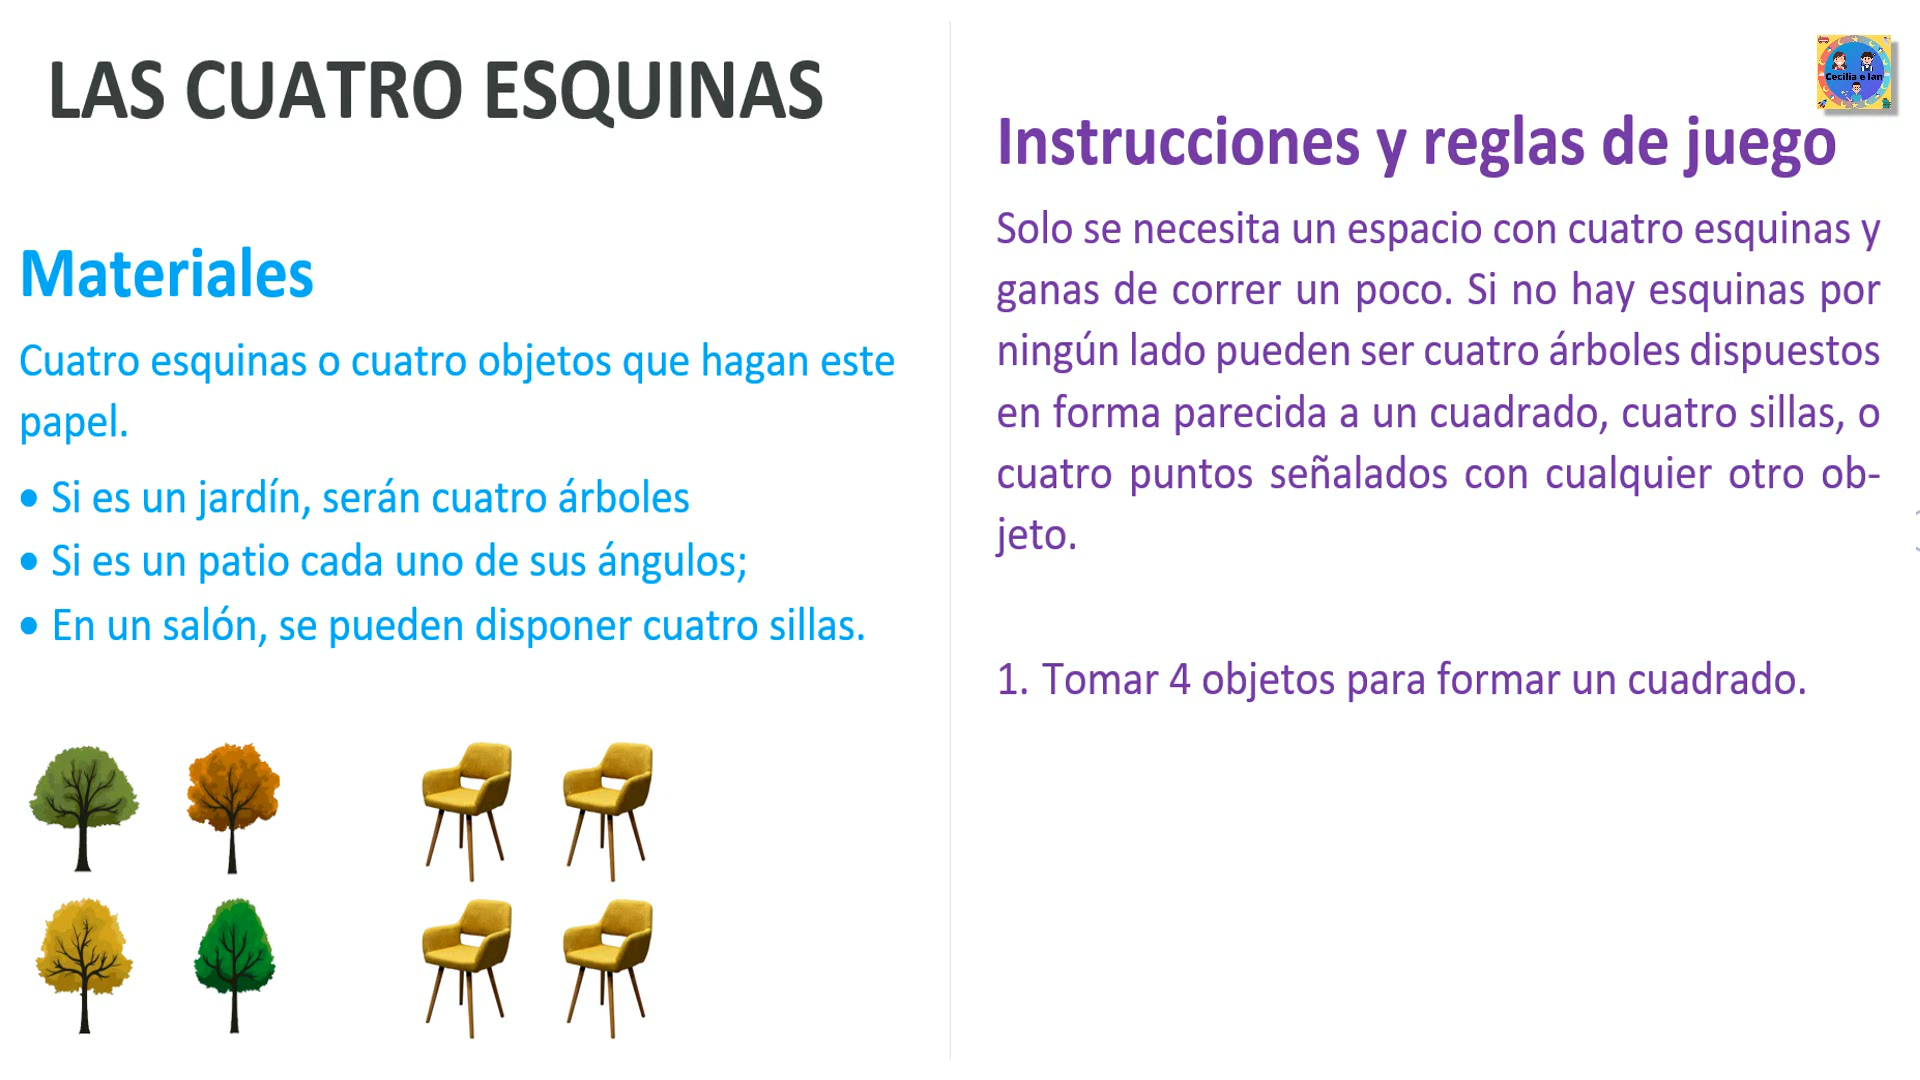 LAS CUATRO ESQUINAS
Materiales
Cuatro esquinas o cuatro objetos que hagan este
papel.
• Si es un jardín, serán cuatro árboles
• Si es un patio cada uno de sus ángulos;
• En un salón, se pueden disponer cuatro sillas.
Cecilia e Ian
Instrucciones y reglas de juego
Solo se necesita un espacio con cuatro esquinas y
ganas de correr un poco. Si no hay esquinas por
ningún lado pueden ser cuatro árboles dispuestos
en forma parecida a un cuadrado, cuatro sillas, o
cuatro puntos señalados con cualquier otro ob-
jeto.
1. Tomar 4 objetos para formar un cuadrado.